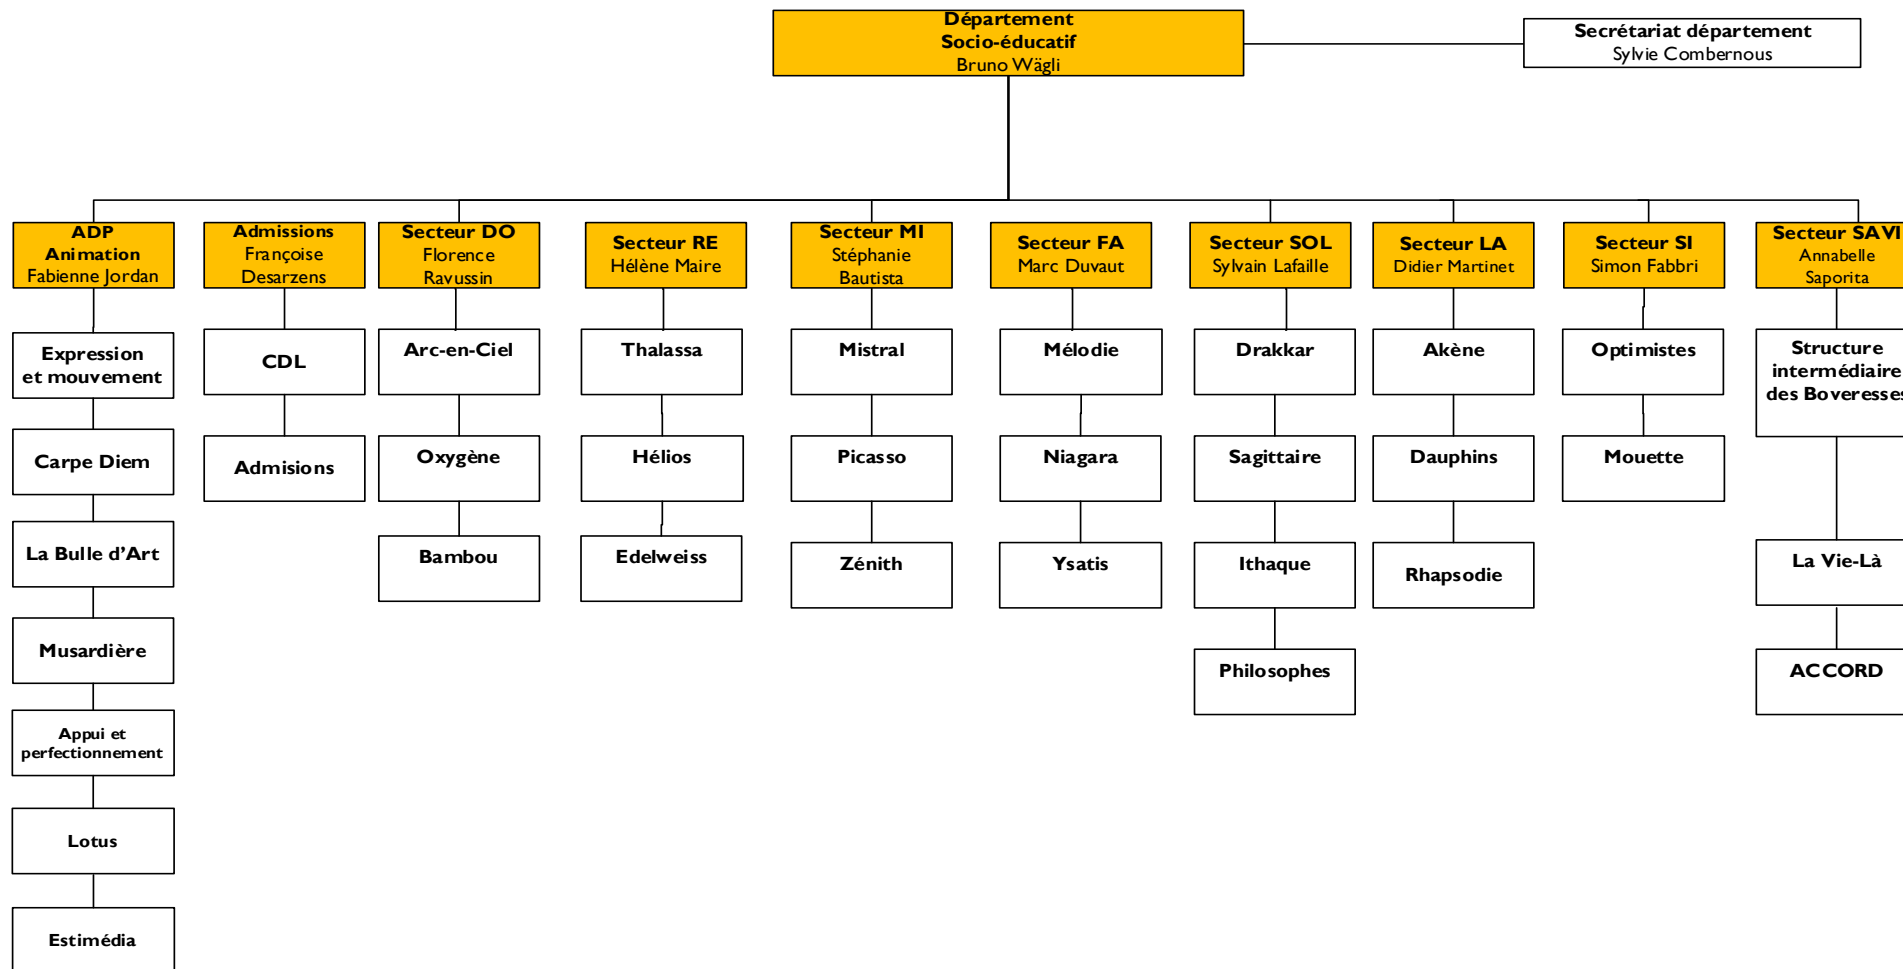 Département
Socio-éducatif
Bruno Wägli
Secrétariat département
Sylvie Combernous
ADP
Animation
Fabienne Jordan
Admissions
Françoise
Desarzens
Secteur DO
Florence
Ravussin
Secteur RE
Hélène Maire
Secteur MI
Stéphanie
Bautista
Secteur FA
Marc Duvaut
Secteur SOL
Sylvain Lafaille
Secteur LA
Didier Martinet
Secteur SI
Simon Fabbri
Secteur SAVI
Annabelle
Saporita
Expression
et mouvement
Carpe Diem
La Bulle d'Art
Musardière
Appui et
perfectionnement
Lotus
Estimédia
CDL
Admisions
Arc-en-Ciel
Oxygène
Bambou
Thalassa
Hélios
Edelweiss
Mistral
Picasso
Zénith
Mélodie
Niagara
Ysatis
Drakkar
Sagittaire
Ithaque
Philosophes
Akène
Dauphins
Rhapsodie
Optimistes
Mouette
Structure
intermédiaire
des Boveresses
La Vie-Là
ACCORD